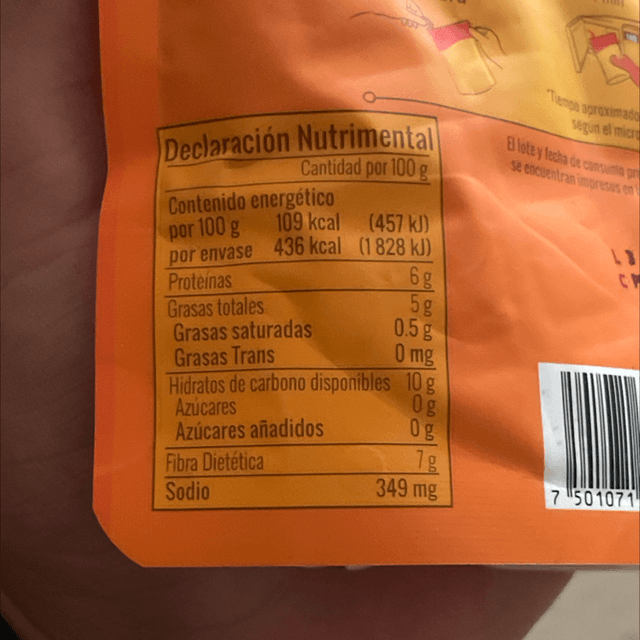 "Tiempo aproximado
según el micro
El lote y fecha de consumo pre
se encuentran impresos en
Declaración Nutrimental
Cantidad por 100 g
Contenido energético
por 100 g 109 kcal (457 kJ)
por envase 436 kcal (1 828 kJ)
Proteínas 6 g
Grasas totales 5 g
Grasas saturadas 0.5 g
Grasas Trans 0 mg
Hidratos de carbono disponibles 10 g
Azúcares 0 g
Azúcares añadidos 0 g
Fibra Dietética 7 g
Sodio 349 mg
7 501071